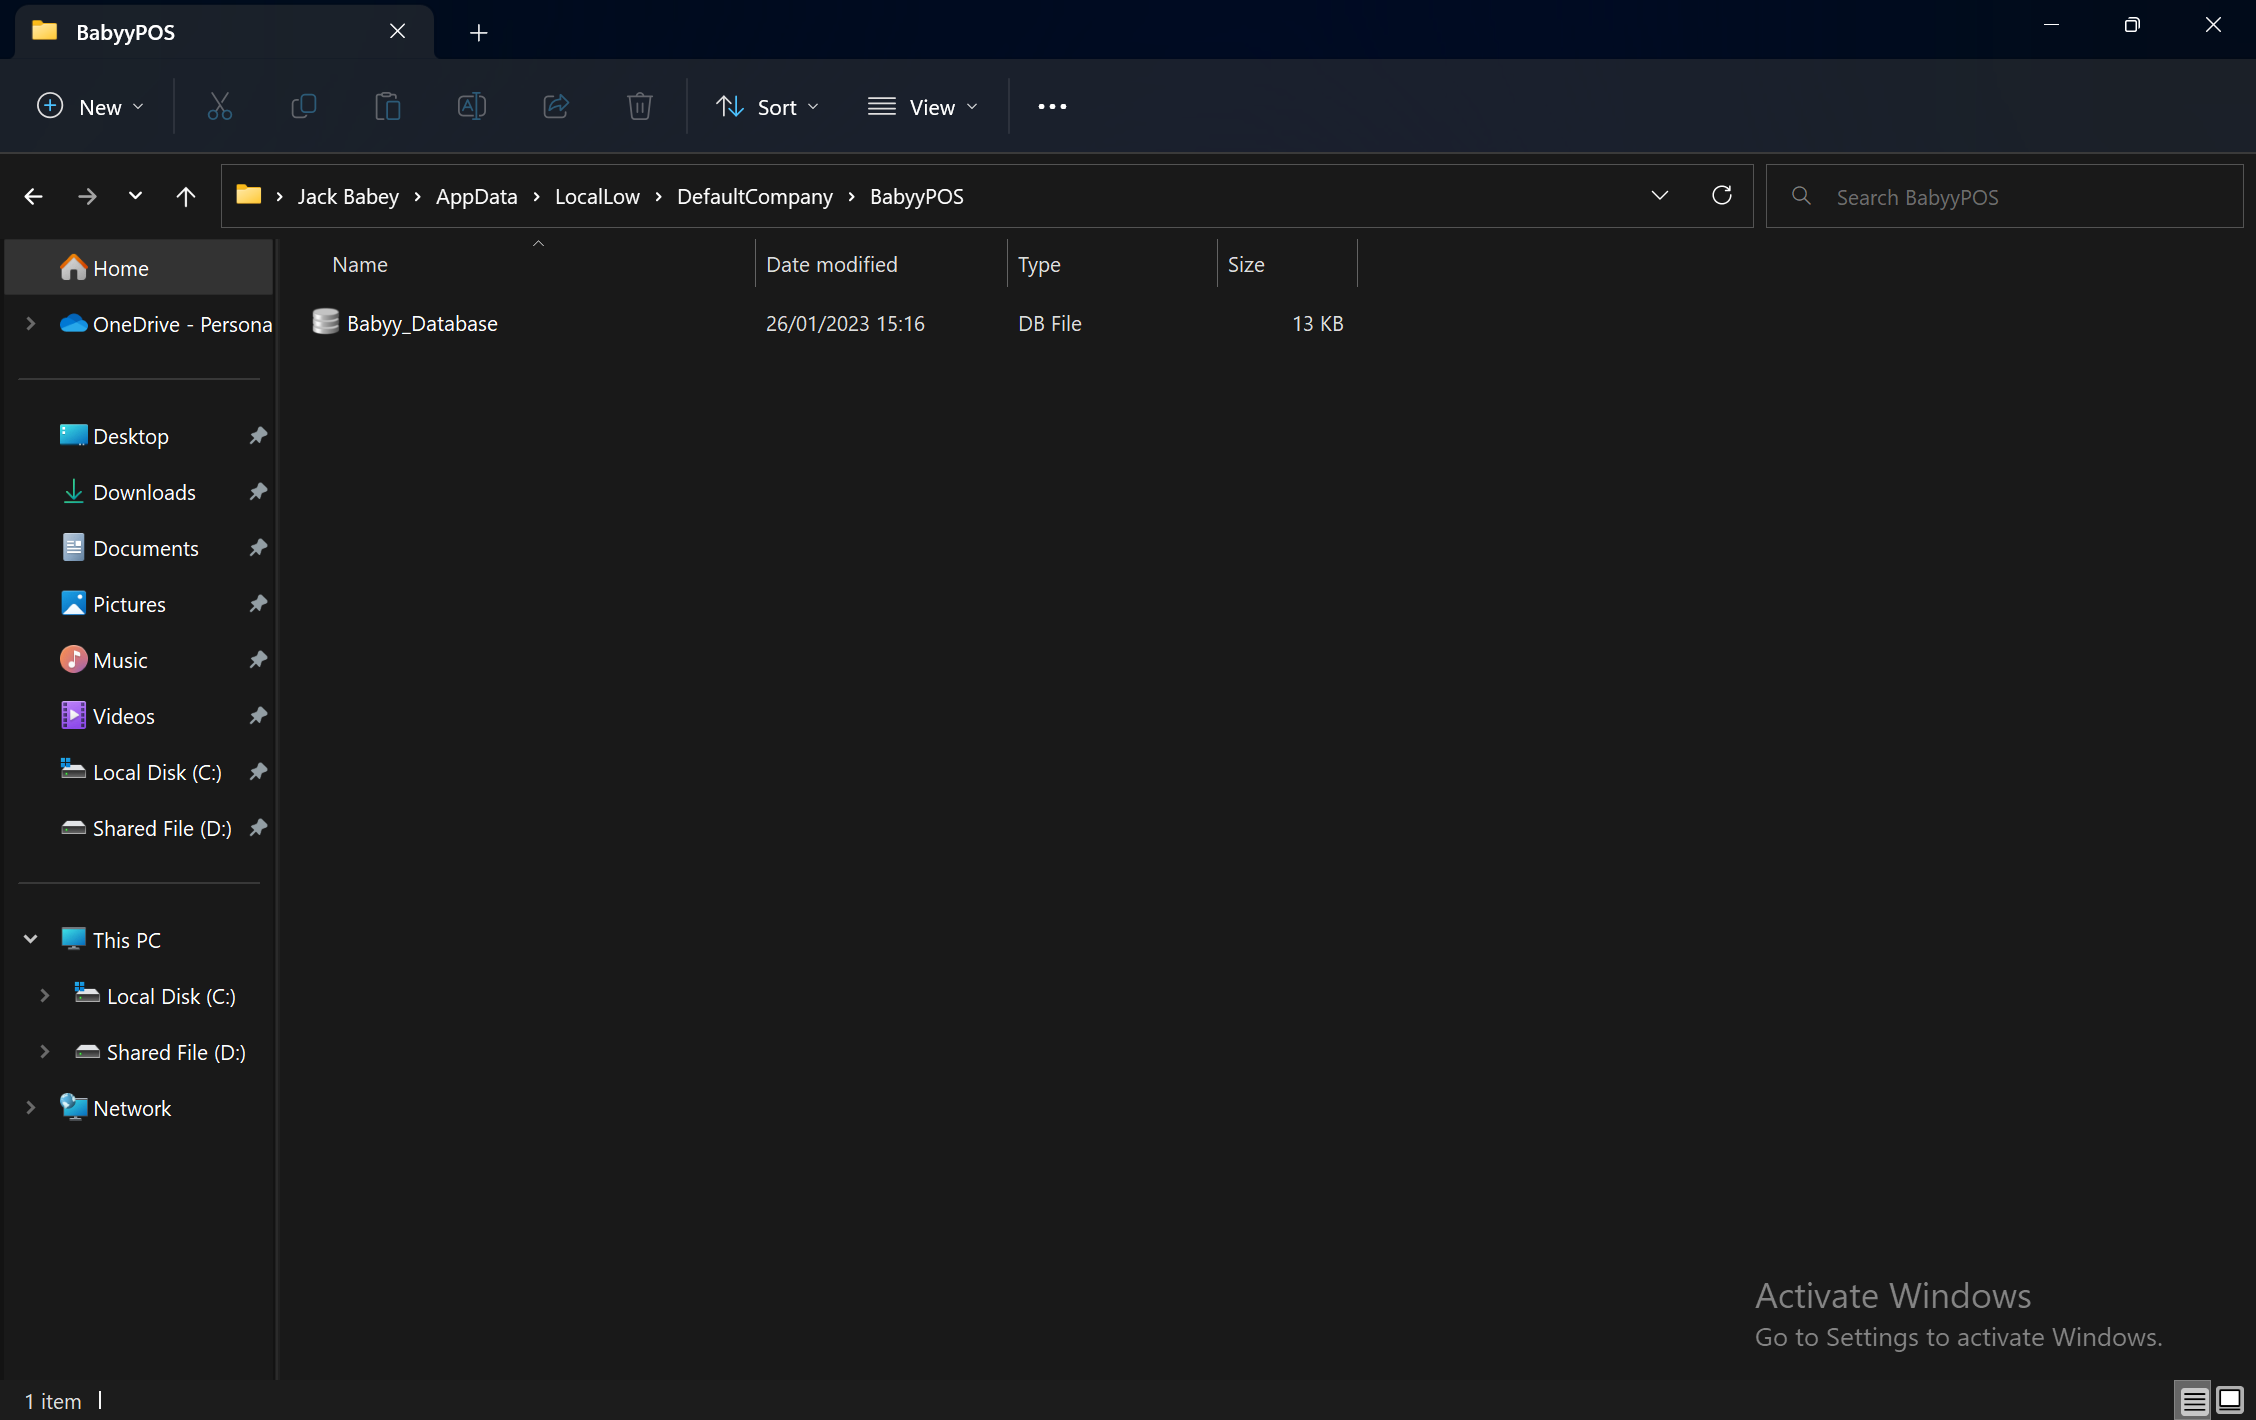 BabyyPOS
New
Sort
View
Jack Babey > AppData > LocalLow > DefaultCompany > BabyyPOS
Search BabyyPOS
Home
OneDrive - Persona
Desktop
Downloads
Documents
Pictures
Music
Videos
Local Disk (C:)
Shared File (D:)
This PC
Local Disk (C:)
Shared File (D:)
Network
Name Date modified Type Size
Babyy_Database 26/01/2023 15:16 DB File 13 KB
Activate Windows
Go to Settings to activate Windows.
1 item